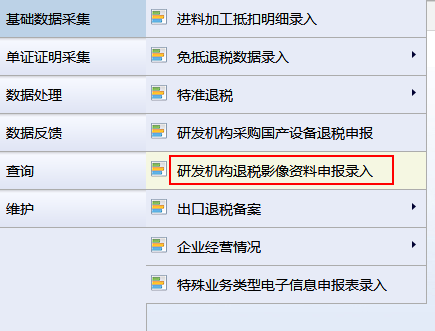 基础数据采集
单证证明采集
数据处理
数据反馈
查询
维护
进料加工抵扣明细录入
免抵退税数据录入
特准退税
研发机构采购国产设备退税申报
研发机构退税影像资料申报录入
出口退税备案
企业经营情况
特殊业务类型电子信息申报表录入